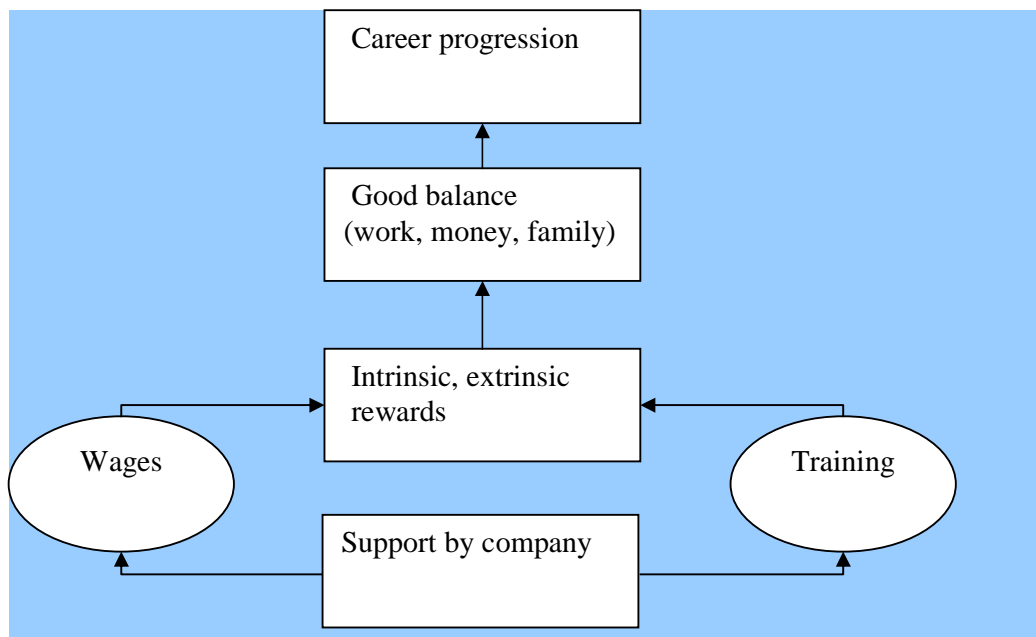 Career progression
Good balance
(work, money, family)
Intrinsic, extrinsic
rewards
Wages
Training
Support by company